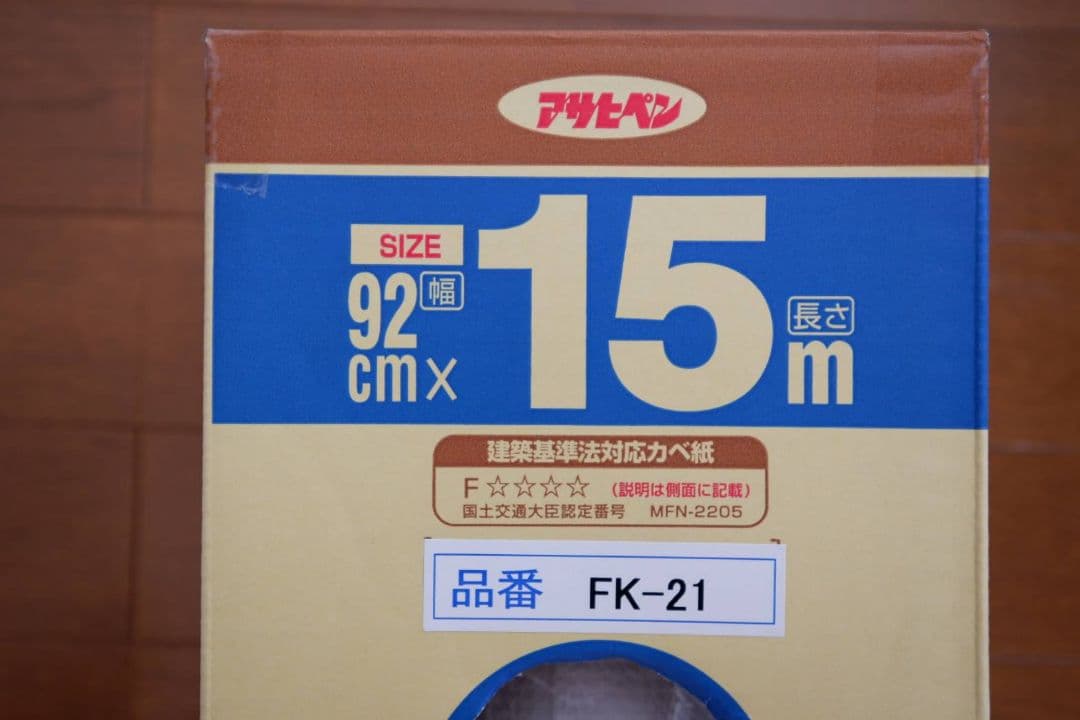 アサヒペン
SIZE
92幅
cm×
15
長さ
m
建築基準法対応カベ紙
F☆☆☆☆ (説明は側面に記載)
国土交通大臣認定番号 MFN-2205
品番 FK-21